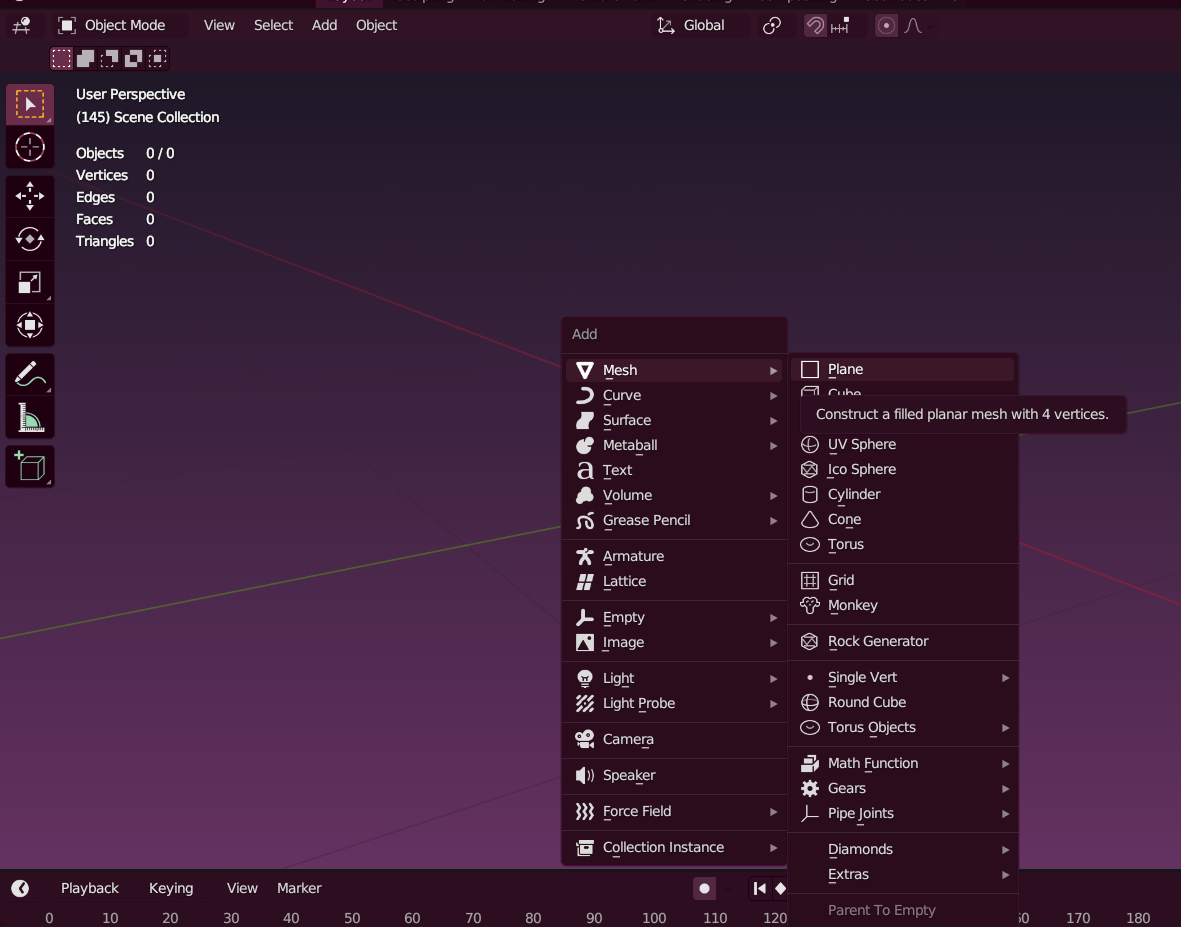 Object Mode View Select Add Object Global
User Perspective
(145) Scene Collection
Objects 0 / 0
Vertices 0
Edges 0
Faces 0
Triangles 0
Add
Mesh
Curve
Surface
Metaball
Text
Volume
Grease Pencil
Armature
Lattice
Empty
Image
Light
Light Probe
Camera
Speaker
Force Field
Collection Instance
Plane
Cube
Construct a filled planar mesh with 4 vertices.
UV Sphere
Ico Sphere
Cylinder
Cone
Torus
Grid
Monkey
Rock Generator
Single Vert
Round Cube
Torus Objects
Math Function
Gears
Pipe Joints
Diamonds
Extras
Parent To Empty
Playback Keying View Marker
0 10 20 30 40 50 60 70 80 90 100 110 120 170 180